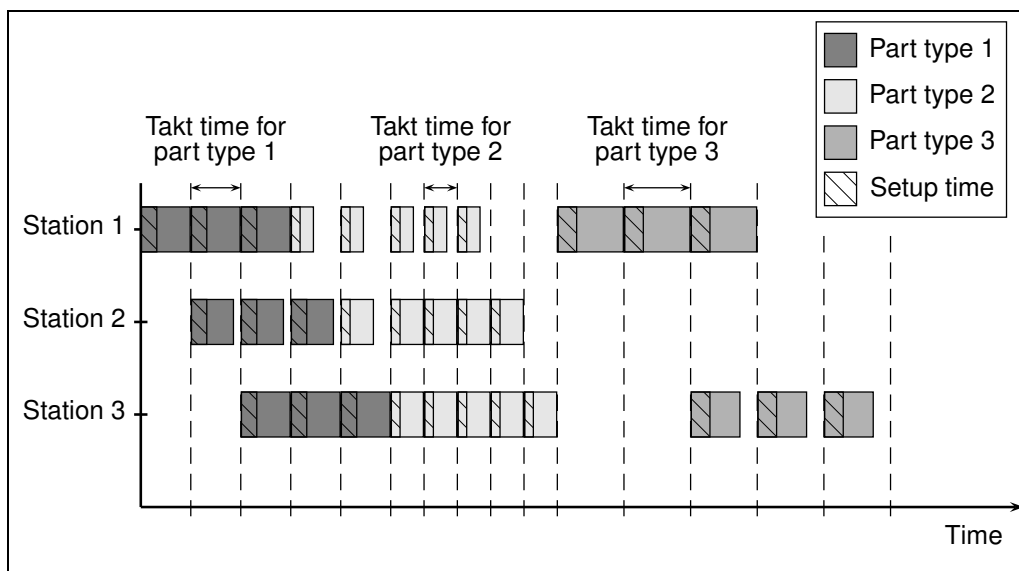 Part type 1
Part type 2
Part type 3
Setup time
Takt time for
part type 1
Takt time for
part type 2
Takt time for
part type 3
Station 1
Station 2
Station 3
Time